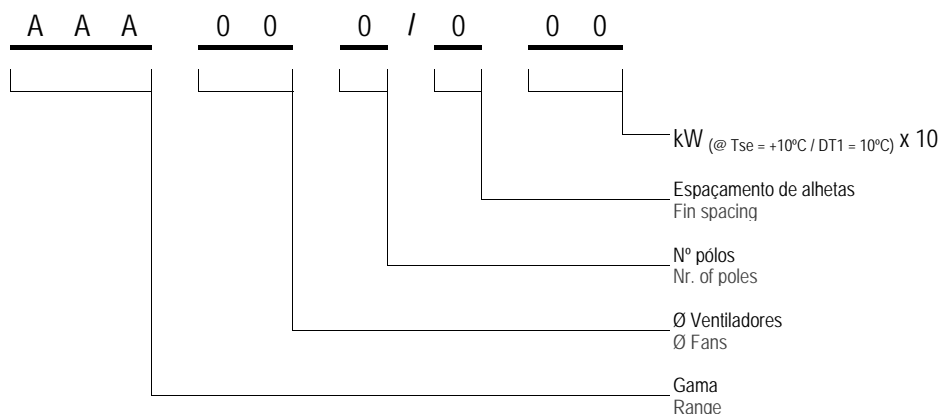 A A A 0 0 0 / 0 0 0
kW (@ Tse = +10ºC / DT1 = 10ºC) x 10
Espaçamento de alhetas
Fin spacing
Nº pólos
Nr. of poles
Ø Ventiladores
Ø Fans
Gama
Range